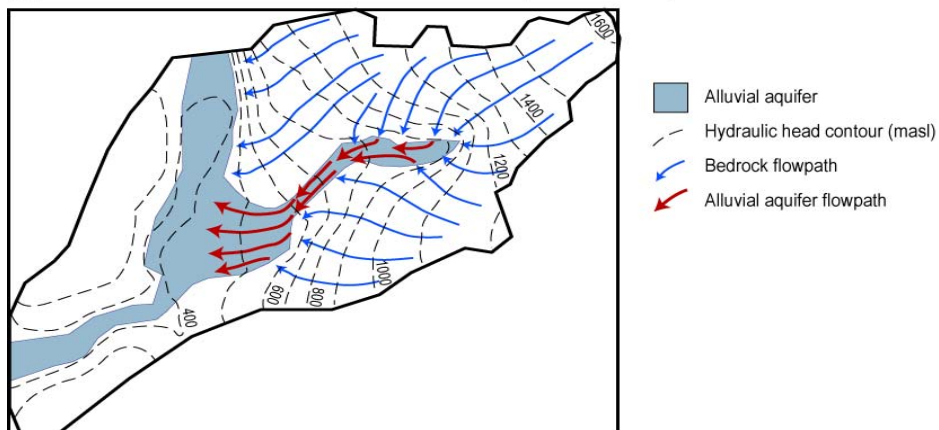 1600
1400
1200
1000
800
600
400
Alluvial aquifer
Hydraulic head contour (masl)
Bedrock flowpath
Alluvial aquifer flowpath